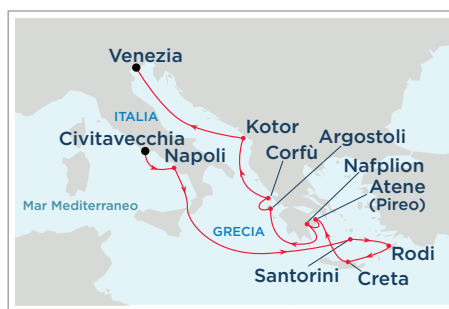 Venezia
ITALIA
Civitavecchia
Napoli
Kotor
Argostoli
Corfù
Nafplion
Atene
(Pireo)
Mar Mediterraneo
GRECIA
Santorini
Rodi
Creta